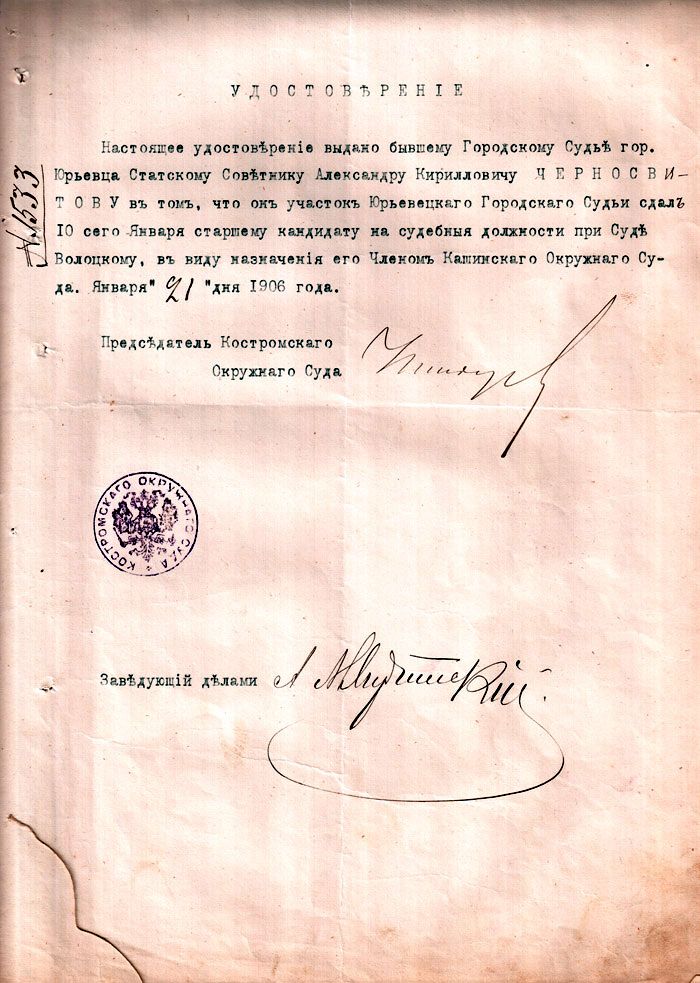 УДОСТОВѢРЕНІЕ
Настоящее удостовѣреніе выдано бывшему Городскому Судьѣ гор.
Юрьевца Статскому Совѣтнику Александру Кирилловичу ЧЕРНОСВИ-
ТОВУ въ томъ, что онъ участокъ Юрьевецкаго Городскаго Судьи сдалъ
10 сего Января старшему кандидату на судебныя должности при Судѣ
Волоцкому, въ виду назначенія его Членомъ Кашинскаго Окружнаго Су-
да. Января" 21 "дня 1906 года.
№ 1533
Предсѣдатель Костромскаго
Окружнаго Суда
КОСТРОМСКАГО ОКРУЖНАГО СУДА
Завѣдующій дѣлами